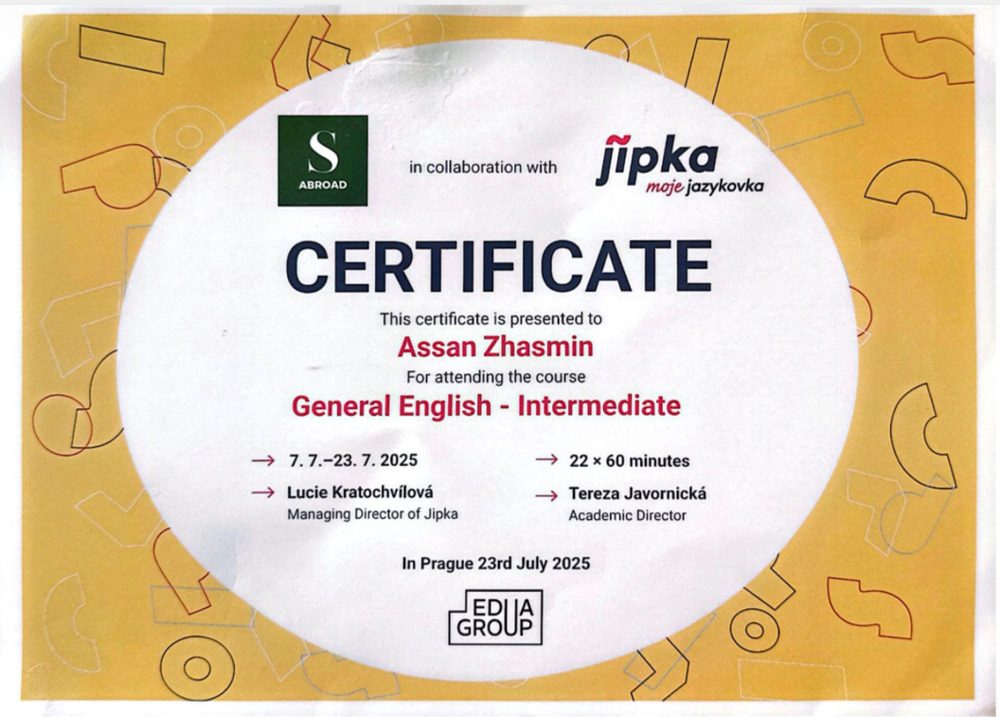 S
ABROAD
in collaboration with
jipka
moje jazykovka
CERTIFICATE
This certificate is presented to
Assan Zhasmin
For attending the course
General English - Intermediate
→ 7. 7.–23. 7. 2025
→ 22 × 60 minutes
→ Lucie Kratochvílová
Managing Director of Jipka
→ Tereza Javornická
Academic Director
In Prague 23rd July 2025
EDUA
GROUP